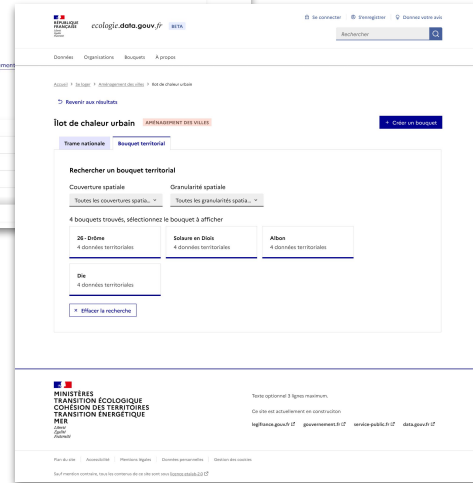 RÉPUBLIQUE
FRANÇAISE
ecologie.data.gouv.fr BETA
Se connecter S'enregistrer Donnez votre avis
Rechercher
Données Organisations Bouquets À propos
Accueil > Se loger > Aménagement des villes > Ilot de chaleur urbain
Revenir aux résultats
Îlot de chaleur urbain AMÉNAGEMENT DES VILLES
+ Créer un bouquet
Trame nationale Bouquet territorial
Rechercher un bouquet territorial
Couverture spatiale Granularité spatiale
Toutes les couvertures spatia... Toutes les granularités spatia...
4 bouquets trouvés, sélectionnez le bouquet à afficher
26 - Drôme Solaure en Diois Albon
4 données territoriales 4 données territoriales 4 données territoriales
Die
4 données territoriales
× Effacer la recherche
MINISTÈRES
TRANSITION ÉCOLOGIQUE
COHÉSION DES TERRITOIRES
TRANSITION ÉNERGÉTIQUE
MER
Liberté
Égalité
Fraternité
Texte optionnel 3 lignes maximum.
Ce site est actuellement en construction
legifrance.gouv.fr gouvernement.fr service-public.fr data.gouv.fr
Plan du site Accessibilité Mentions légales Données personnelles Gestion des cookies
Sauf mention contraire, tous les contenus de ce site sont sous licence etalab-2.0